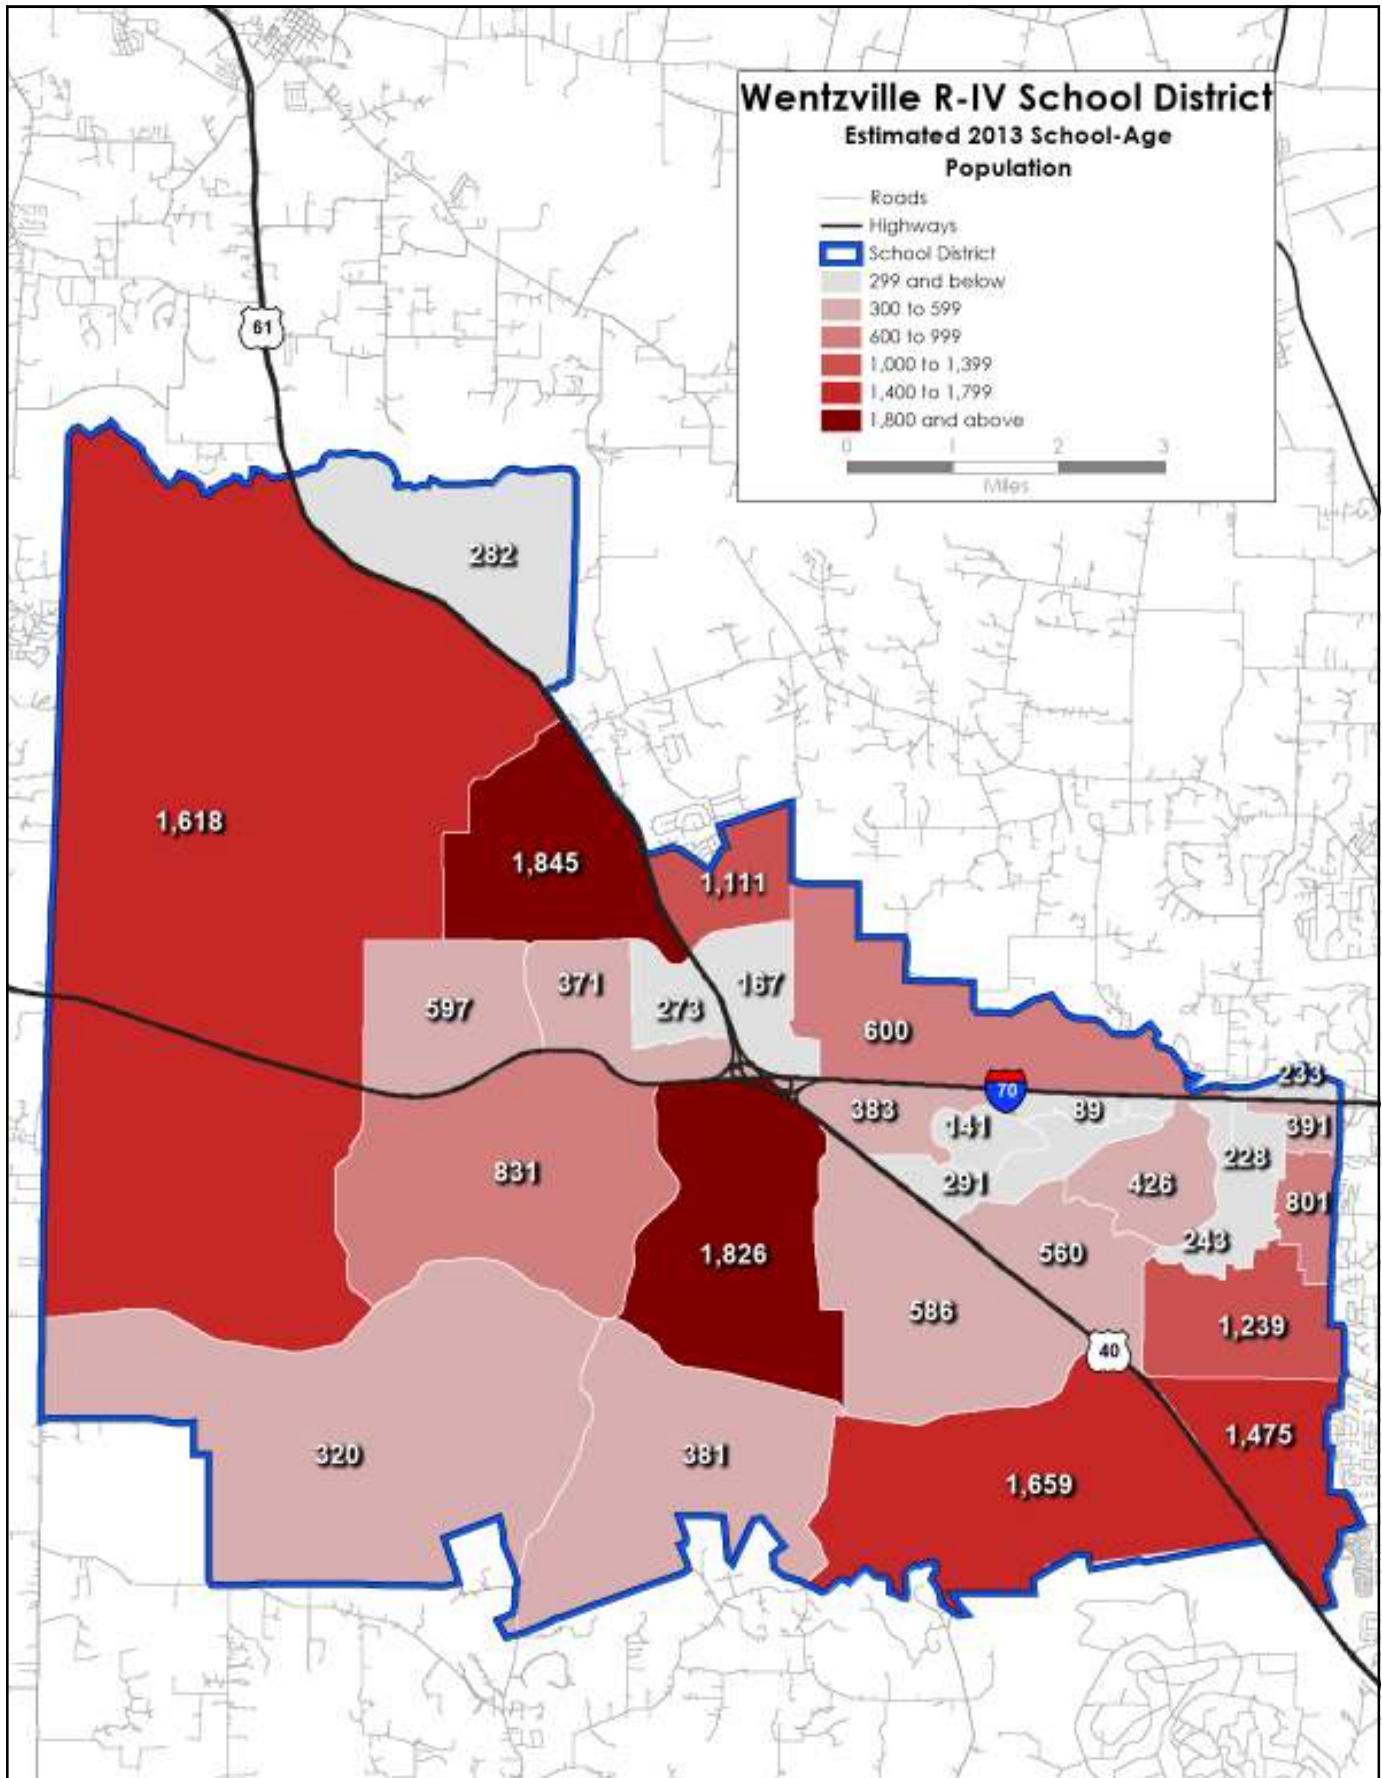 Wentzville R-IV School District
Estimated 2013 School-Age
Population
Roads
Highways
School District
299 and below
300 to 599
600 to 999
1,000 to 1,399
1,400 to 1,799
1,800 and above
0 1 2 3
Miles
61
282
1,618
1,845
1,111
597
371
273
167
600
233
70
383
141
89
391
228
291
426
801
831
243
1,826
560
586
1,239
40
320
381
1,475
1,659